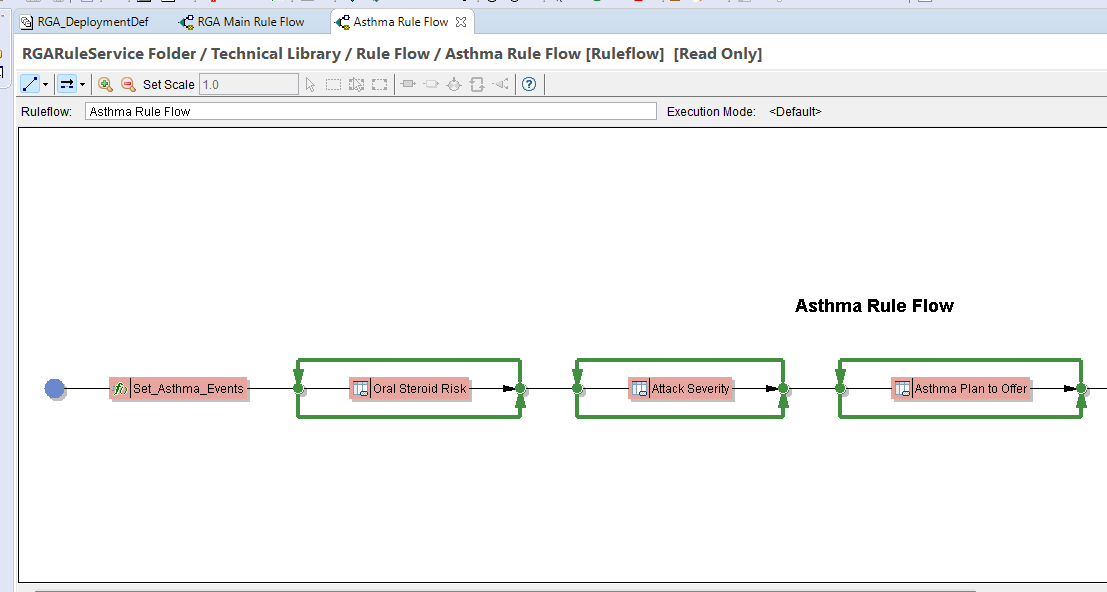 RGA_DeploymentDef
RGA Main Rule Flow
Asthma Rule Flow
RGARuleService Folder / Technical Library / Rule Flow / Asthma Rule Flow [Ruleflow] [Read Only]
Set Scale 1.0
Ruleflow: Asthma Rule Flow Execution Mode: <Default>
Asthma Rule Flow
Set_Asthma_Events
Oral Steroid Risk
Attack Severity
Asthma Plan to Offer